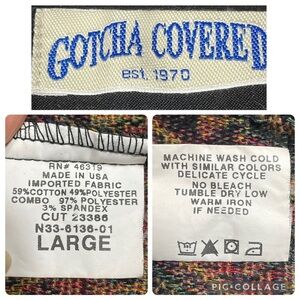 GOTCHA COVERED
est. 1970
RN# 46319
MADE IN USA
IMPORTED FABRIC
59%COTTON 49%POLYESTER
COMBO 97% POLYESTER
3% SPANDEX
CUT 23366
N33-6136-01
LARGE
MACHINE WASH COLD
WITH SIMILAR COLORS
DELICATE CYCLE
NO BLEACH
TUMBLE DRY LOW
WARM IRON
IF NEEDED
PIC•COLLAGE